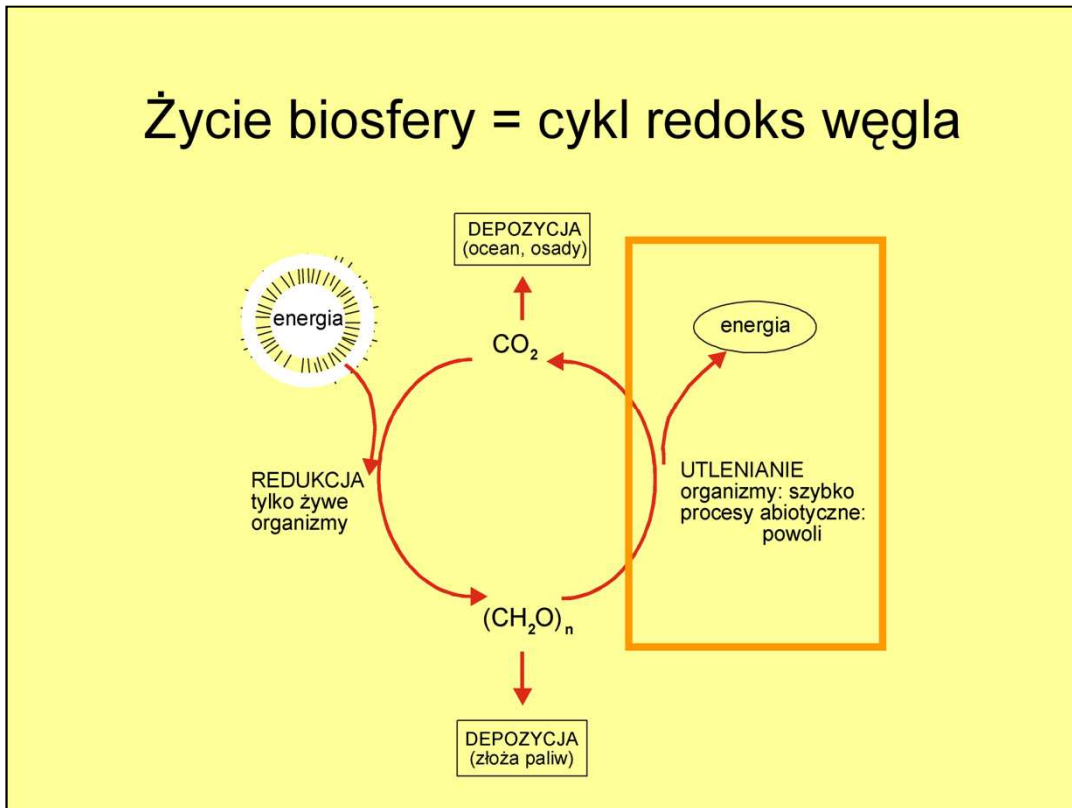 Życie biosfery = cykl redoks węgla
DEPOZYCJA
(ocean, osady)
energia
energia
CO₂
REDUKCJA
tylko żywe
organizmy
UTLENIANIE
organizmy: szybko
procesy abiotyczne:
powoli
(CH₂O)ₙ
DEPOZYCJA
(złoża paliw)